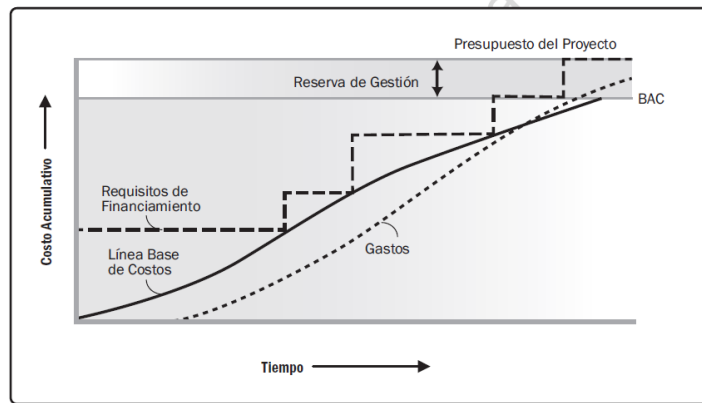 Presupuesto del Proyecto
Reserva de Gestión
BAC
Costo Acumulativo
Requisitos de
Financiamiento
Línea Base
de Costos
Gastos
Tiempo